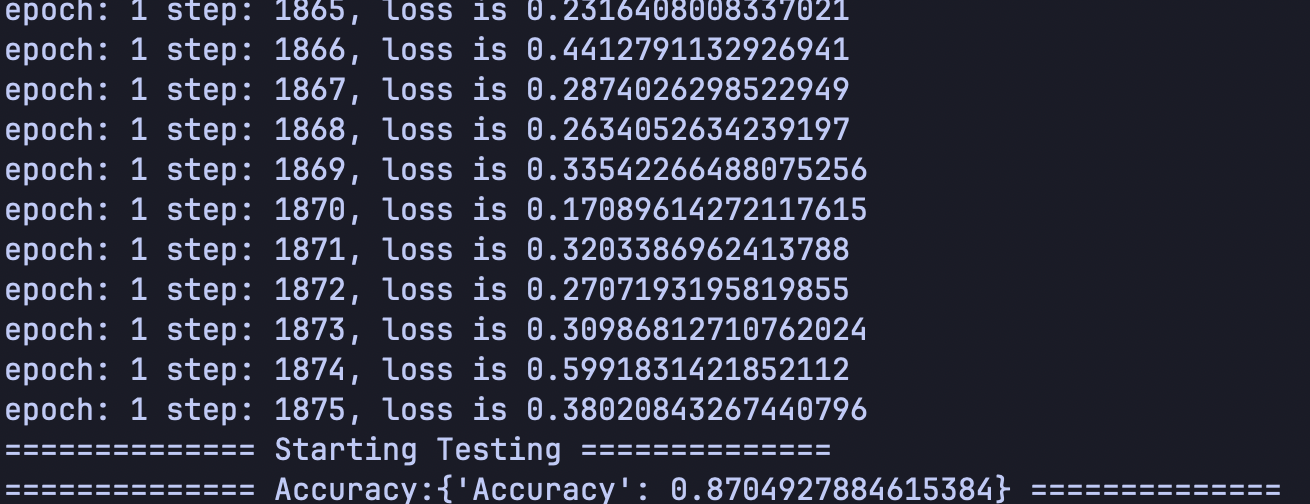 epoch: 1 step: 1865, loss is 0.2316408008337021
epoch: 1 step: 1866, loss is 0.4412791132926941
epoch: 1 step: 1867, loss is 0.2874026298522949
epoch: 1 step: 1868, loss is 0.2634052634239197
epoch: 1 step: 1869, loss is 0.33542266488075256
epoch: 1 step: 1870, loss is 0.17089614272117615
epoch: 1 step: 1871, loss is 0.3203386962413788
epoch: 1 step: 1872, loss is 0.2707193195819855
epoch: 1 step: 1873, loss is 0.30986812710762024
epoch: 1 step: 1874, loss is 0.5991831421852112
epoch: 1 step: 1875, loss is 0.38020843267440796
============== Starting Testing ==============
============== Accuracy:{'Accuracy': 0.8704927884615384} ==============